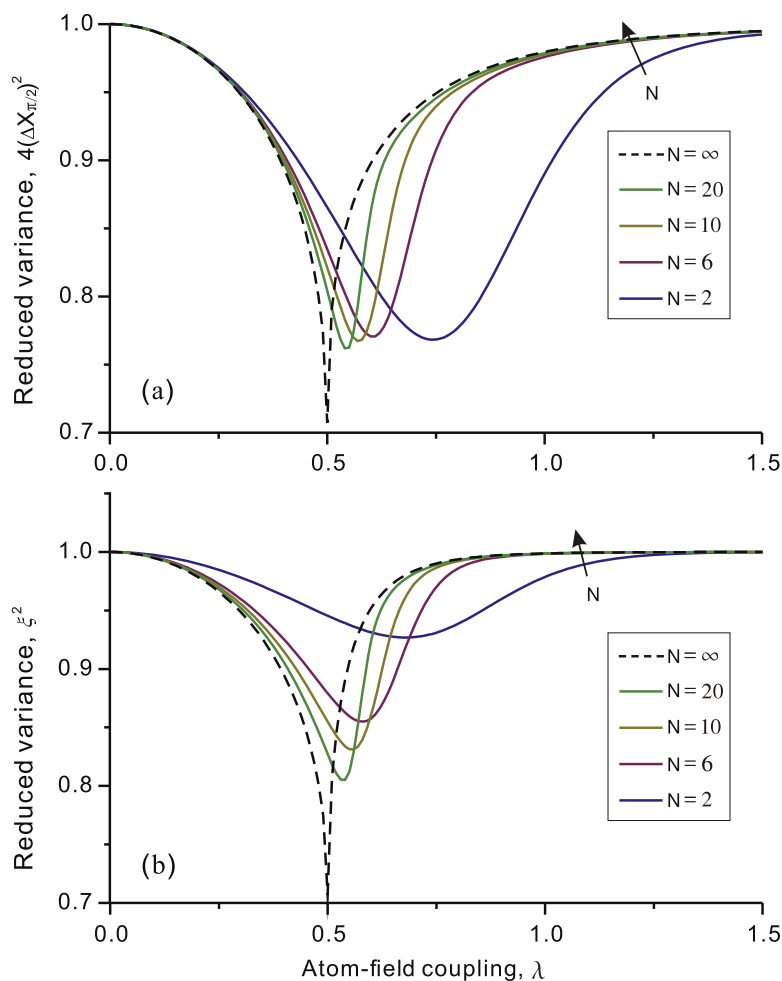 1.0
0.9
0.8
0.7
Reduced variance, 4(ΔX_{π/2})²
N
N = ∞
N = 20
N = 10
N = 6
N = 2
(a)
0.0 0.5 1.0 1.5
1.0
0.9
0.8
0.7
Reduced variance, ξ²
N
N = ∞
N = 20
N = 10
N = 6
N = 2
(b)
0.0 0.5 1.0 1.5
Atom-field coupling, λ